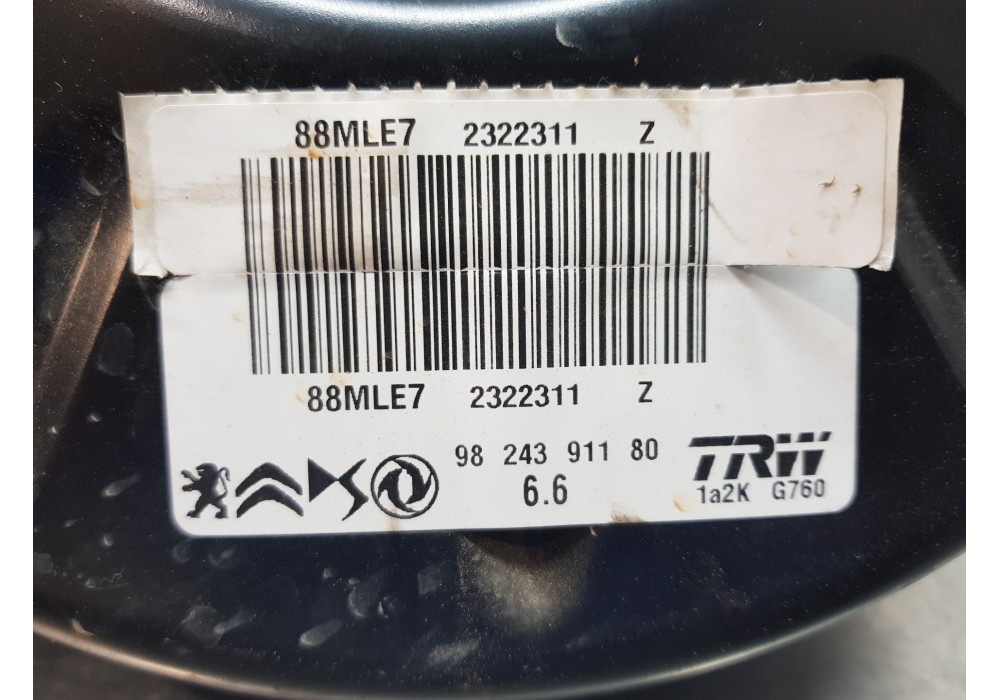 88MLE7 2322311 Z
88MLE7 2322311 Z
98 243 911 80
6.6
TRW
1a2K G760